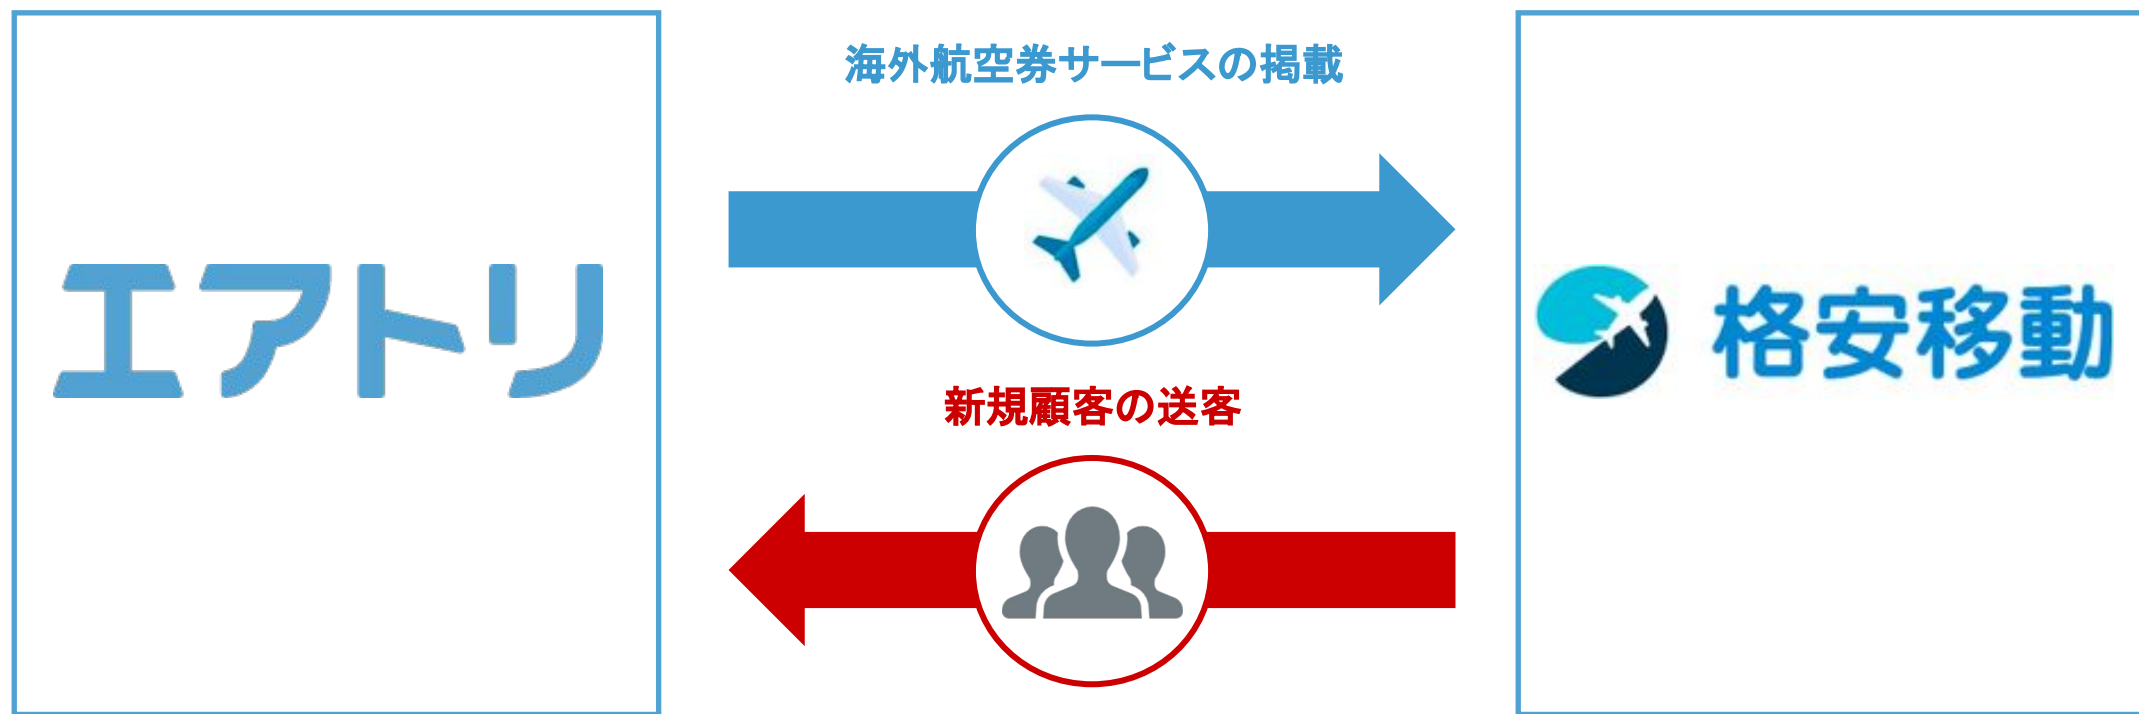 エアトリ
海外航空券サービスの掲載
新規顧客の送客
格安移動